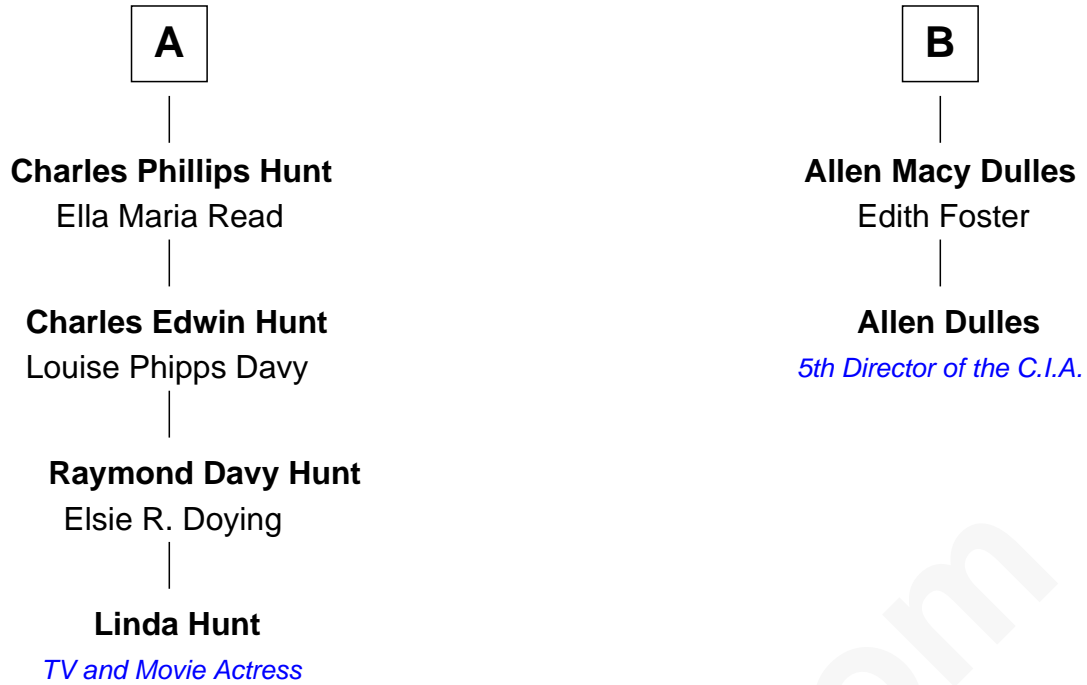 A
Charles Phillips Hunt
Ella Maria Read
Charles Edwin Hunt
Louise Phipps Davy
Raymond Davy Hunt
Elsie R. Doying
Linda Hunt
TV and Movie Actress
B
Allen Macy Dulles
Edith Foster
Allen Dulles
5th Director of the C.I.A.
om